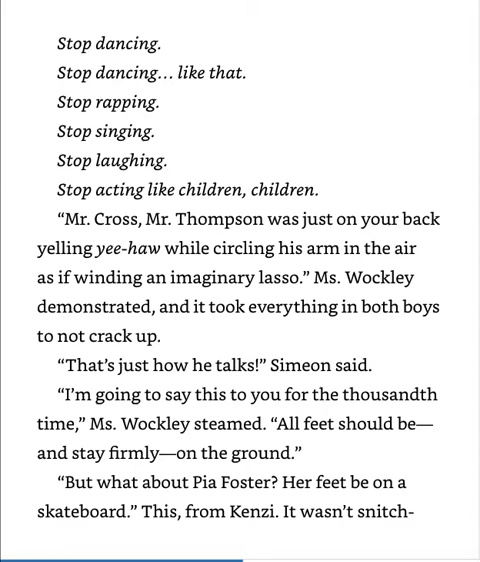 Stop dancing.
Stop dancing… like that.
Stop rapping.
Stop singing.
Stop laughing.
Stop acting like children, children.
“Mr. Cross, Mr. Thompson was just on your back
yelling yee-haw while circling his arm in the air
as if winding an imaginary lasso.” Ms. Wockley
demonstrated, and it took everything in both boys
to not crack up.
“That’s just how he talks!” Simeon said.
“I’m going to say this to you for the thousandth
time,” Ms. Wockley steamed. “All feet should be—
and stay firmly—on the ground.”
“But what about Pia Foster? Her feet be on a
skateboard.” This, from Kenzi. It wasn’t snitch-